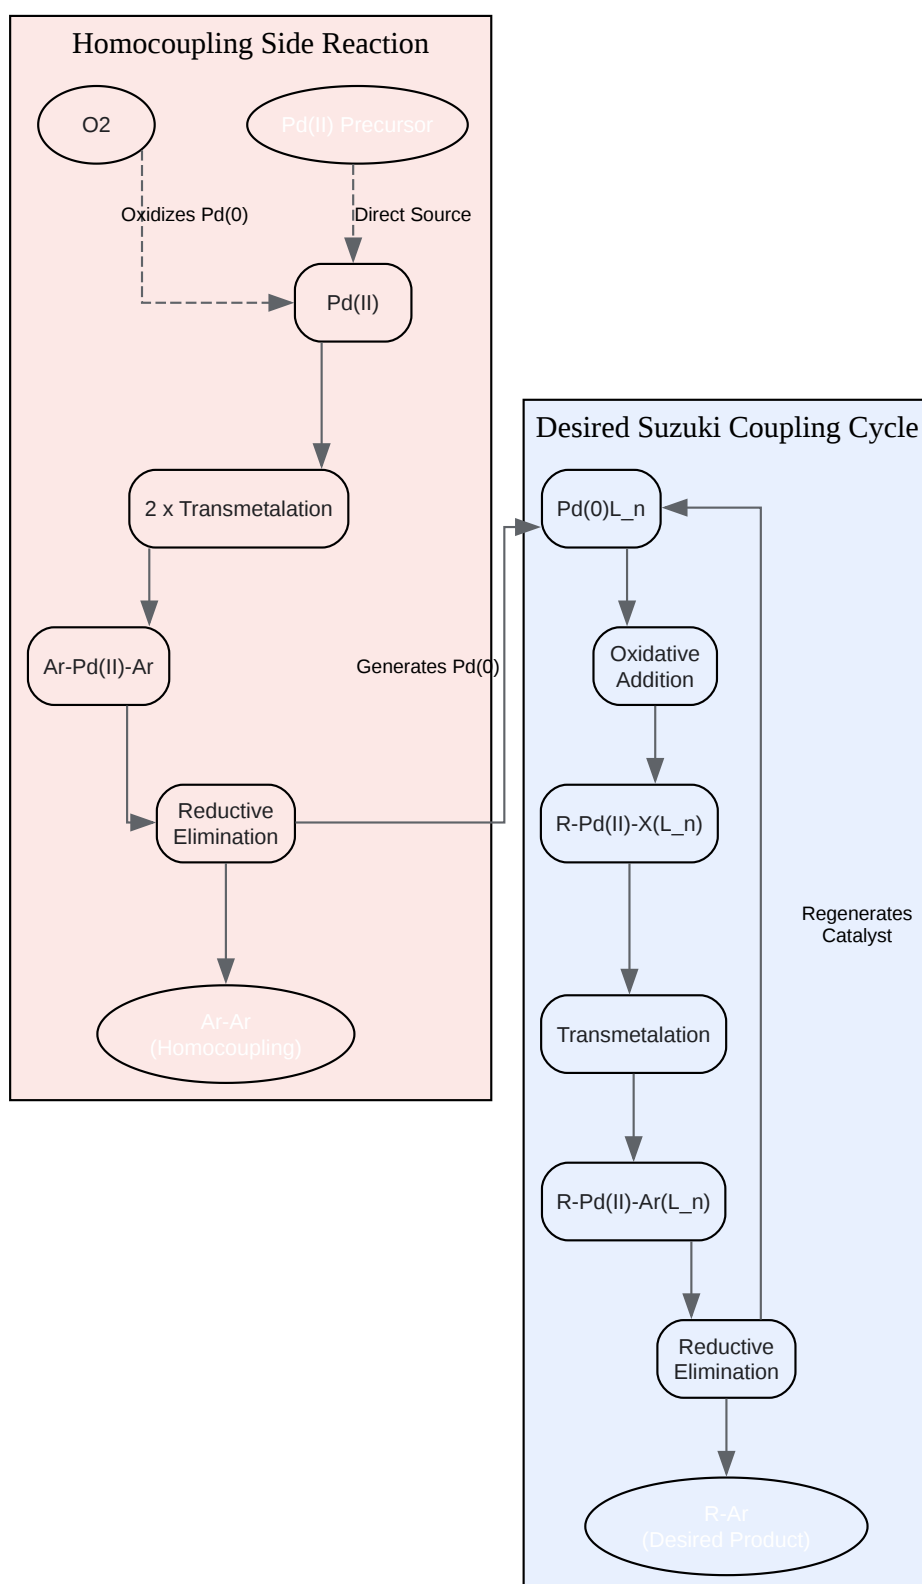 Homocoupling Side Reaction
O2
Pd(II) Precursor
Oxidizes Pd(0)
Direct Source
Pd(II)
2 x Transmetalation
Ar-Pd(II)-Ar
Generates Pd(0)
Reductive
Elimination
Ar-Ar
(Homocoupling)
Desired Suzuki Coupling Cycle
Pd(0)L_n
Oxidative
Addition
R-Pd(II)-X(L_n)
Regenerates
Catalyst
Transmetalation
R-Pd(II)-Ar(L_n)
Reductive
Elimination
R-Ar
(Desired Product)